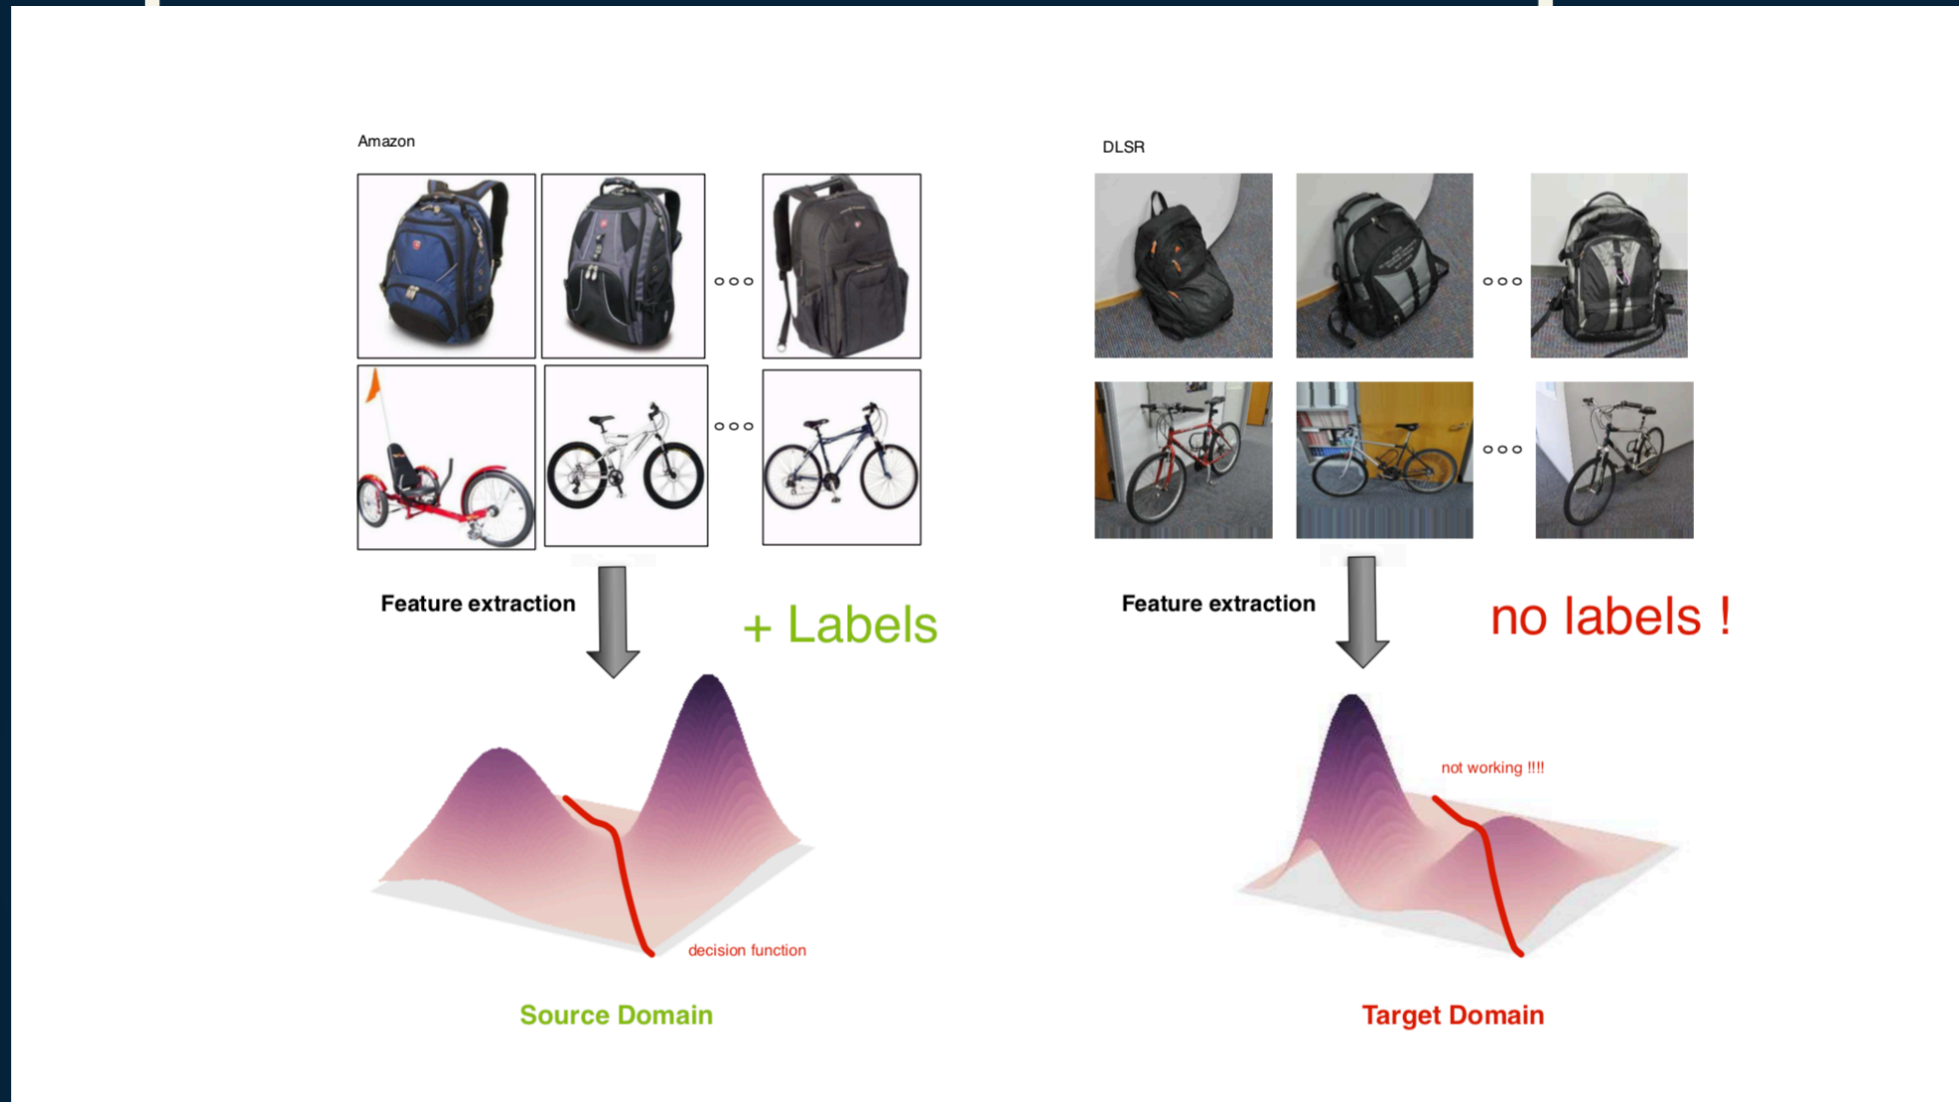 Amazon
DLSR
Feature extraction
+ Labels
Feature extraction
no labels !
not working !!!!
decision function
Source Domain
Target Domain